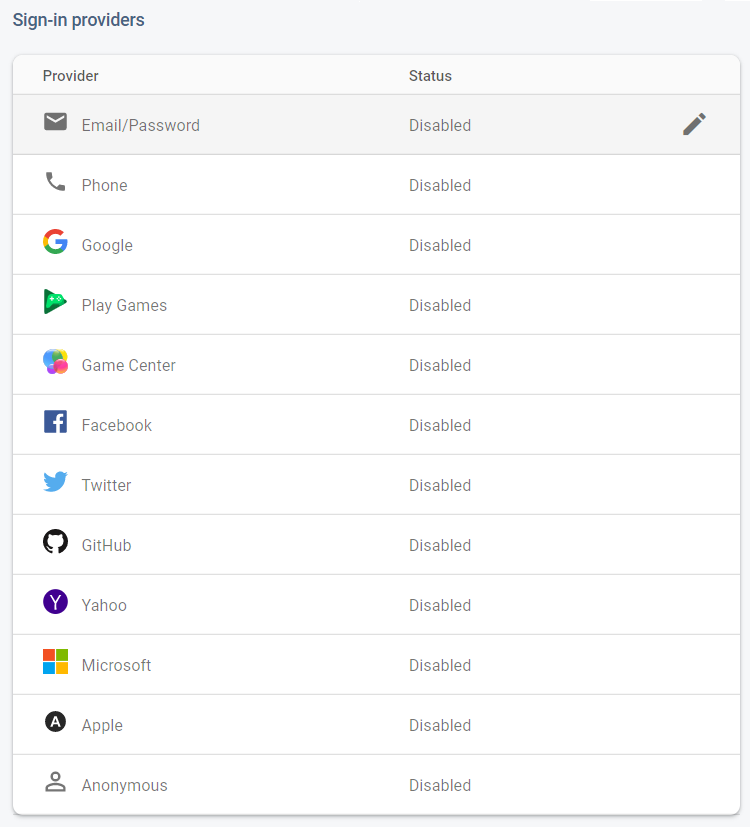 Sign-in providers
Provider Status
Email/Password Disabled
Phone Disabled
Google Disabled
Play Games Disabled
Game Center Disabled
Facebook Disabled
Twitter Disabled
GitHub Disabled
Yahoo Disabled
Microsoft Disabled
Apple Disabled
Anonymous Disabled